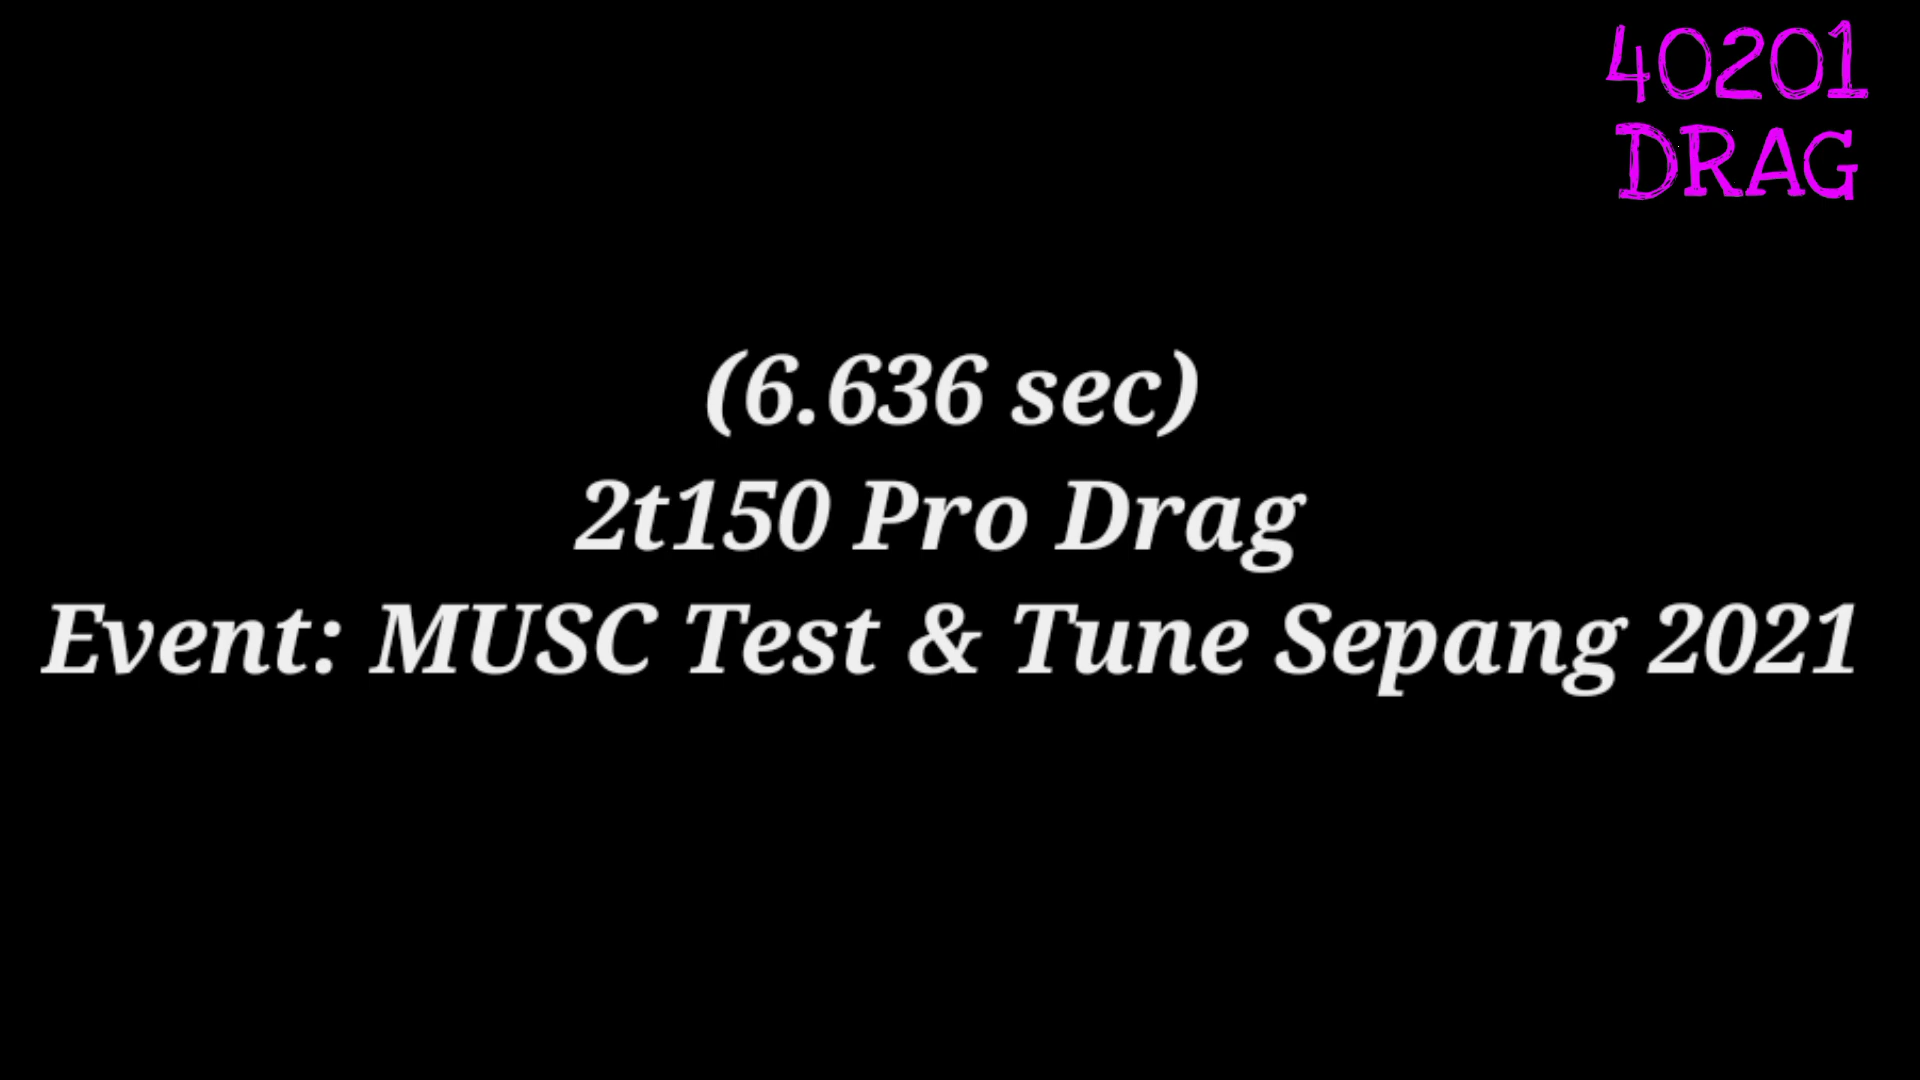 40201
DRAG
(6.636 sec)
2t150 Pro Drag
Event: MUSC Test & Tune Sepang 2021